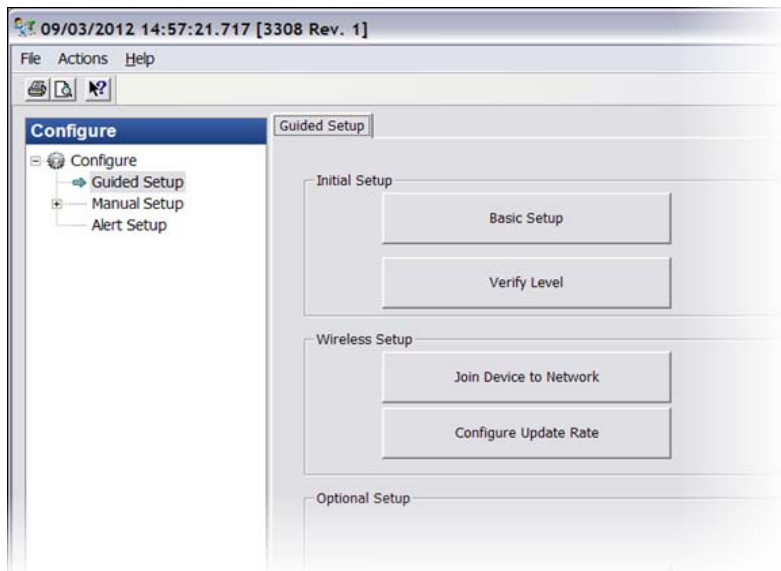 09/03/2012 14:57:21.717 [3308 Rev. 1]
File Actions Help
Configure
Configure
Guided Setup
Manual Setup
Alert Setup
Guided Setup
Initial Setup
Basic Setup
Verify Level
Wireless Setup
Join Device to Network
Configure Update Rate
Optional Setup